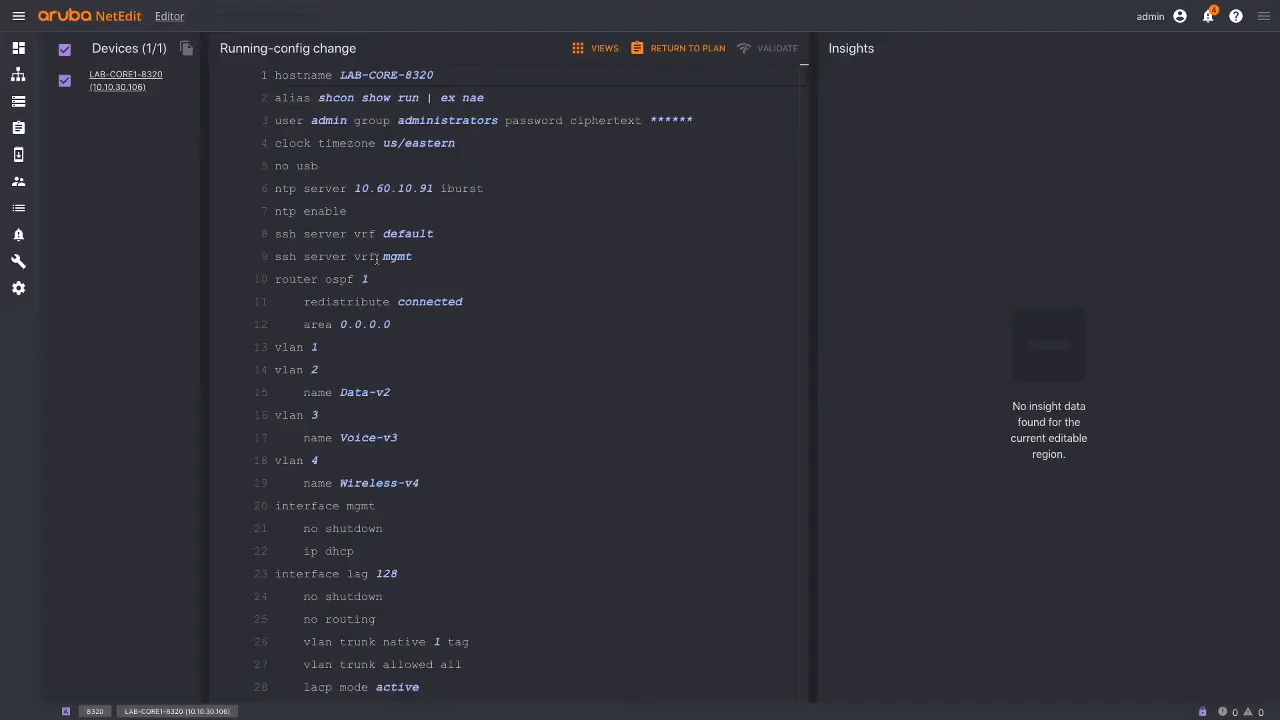 aruba NetEdit Editor admin 4
Devices (1/1)
LAB-CORE1-8320
(10.10.30.106)
Running-config change VIEWS RETURN TO PLAN VALIDATE
1 hostname LAB-CORE-8320
2 alias shcon show run | ex nae
3 user admin group administrators password ciphertext ******
4 clock timezone us/eastern
5 no usb
6 ntp server 10.60.10.91 iburst
7 ntp enable
8 ssh server vrf default
9 ssh server vrf mgmt
10 router ospf 1
11 redistribute connected
12 area 0.0.0.0
13 vlan 1
14 vlan 2
15 name Data-v2
16 vlan 3
17 name Voice-v3
18 vlan 4
19 name Wireless-v4
20 interface mgmt
21 no shutdown
22 ip dhcp
23 interface lag 128
24 no shutdown
25 no routing
26 vlan trunk native 1 tag
27 vlan trunk allowed all
28 lacp mode active
Insights
No insight data
found for the
current editable
region.
8320 LAB-CORE1-8320 (10.10.30.106) 0 0